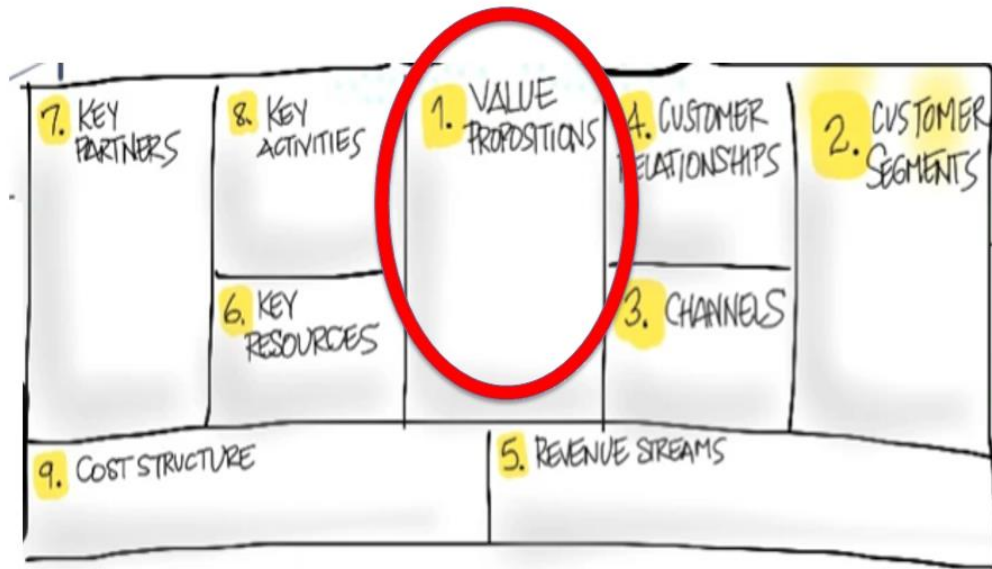 7. KEY
PARTNERS
8. KEY
ACTIVITIES
1. VALUE
PROPOSITIONS
4. CUSTOMER
RELATIONSHIPS
2. CUSTOMER
SEGMENTS
6. KEY
RESOURCES
3. CHANNELS
9. COST STRUCTURE
5. REVENUE STREAMS